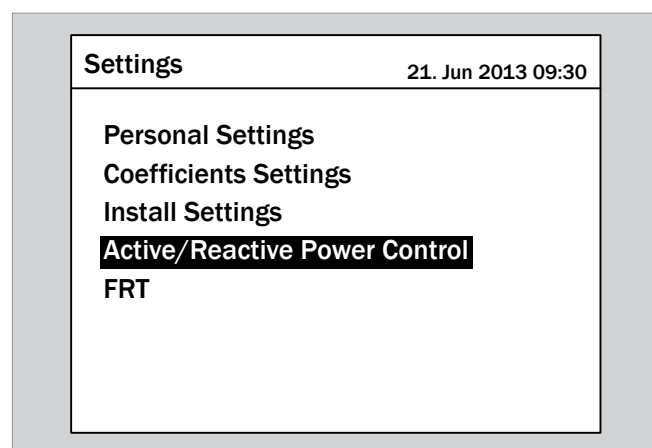 Settings
21. Jun 2013 09:30
Personal Settings
Coefficients Settings
Install Settings
Active/Reactive Power Control
FRT